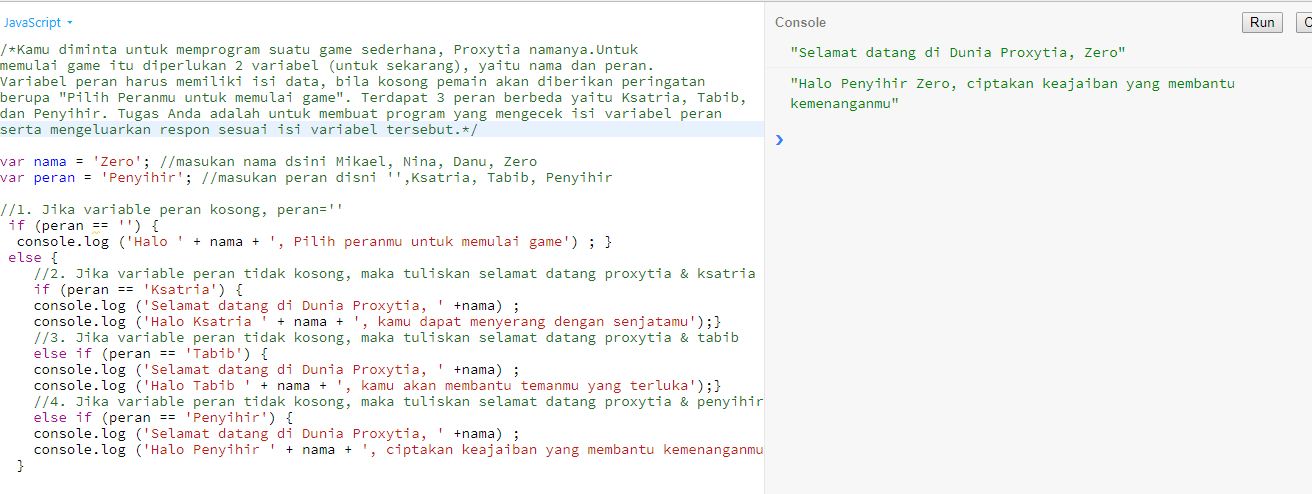 JavaScript
/*Kamu diminta untuk memprogram suatu game sederhana, Proxytia namanya.Untuk
memulai game itu diperlukan 2 variabel (untuk sekarang), yaitu nama dan peran.
Variabel peran harus memiliki isi data, bila kosong pemain akan diberikan peringatan
berupa "Pilih Peranmu untuk memulai game". Terdapat 3 peran berbeda yaitu Ksatria, Tabib,
dan Penyihir. Tugas Anda adalah untuk membuat program yang mengecek isi variabel peran
serta mengeluarkan respon sesuai isi variabel tersebut.*/
var nama = 'Zero'; //masukan nama dsini Mikael, Nina, Danu, Zero
var peran = 'Penyihir'; //masukan peran disni '',Ksatria, Tabib, Penyihir
//1. Jika variable peran kosong, peran=''
if (peran == '') {
console.log ('Halo ' + nama + ', Pilih peranmu untuk memulai game') ; }
else {
//2. Jika variable peran tidak kosong, maka tuliskan selamat datang proxytia & ksatria
if (peran == 'Ksatria') {
console.log ('Selamat datang di Dunia Proxytia, ' +nama) ;
console.log ('Halo Ksatria ' + nama + ', kamu dapat menyerang dengan senjatamu');}
//3. Jika variable peran tidak kosong, maka tuliskan selamat datang proxytia & tabib
else if (peran == 'Tabib') {
console.log ('Selamat datang di Dunia Proxytia, ' +nama) ;
console.log ('Halo Tabib ' + nama + ', kamu akan membantu temanmu yang terluka');}
//4. Jika variable peran tidak kosong, maka tuliskan selamat datang proxytia & penyihir
else if (peran == 'Penyihir') {
console.log ('Selamat datang di Dunia Proxytia, ' +nama) ;
console.log ('Halo Penyihir ' + nama + ', ciptakan keajaiban yang membantu kemenanganmu
}
Console
Run
"Selamat datang di Dunia Proxytia, Zero"
"Halo Penyihir Zero, ciptakan keajaiban yang membantu
kemenanganmu"